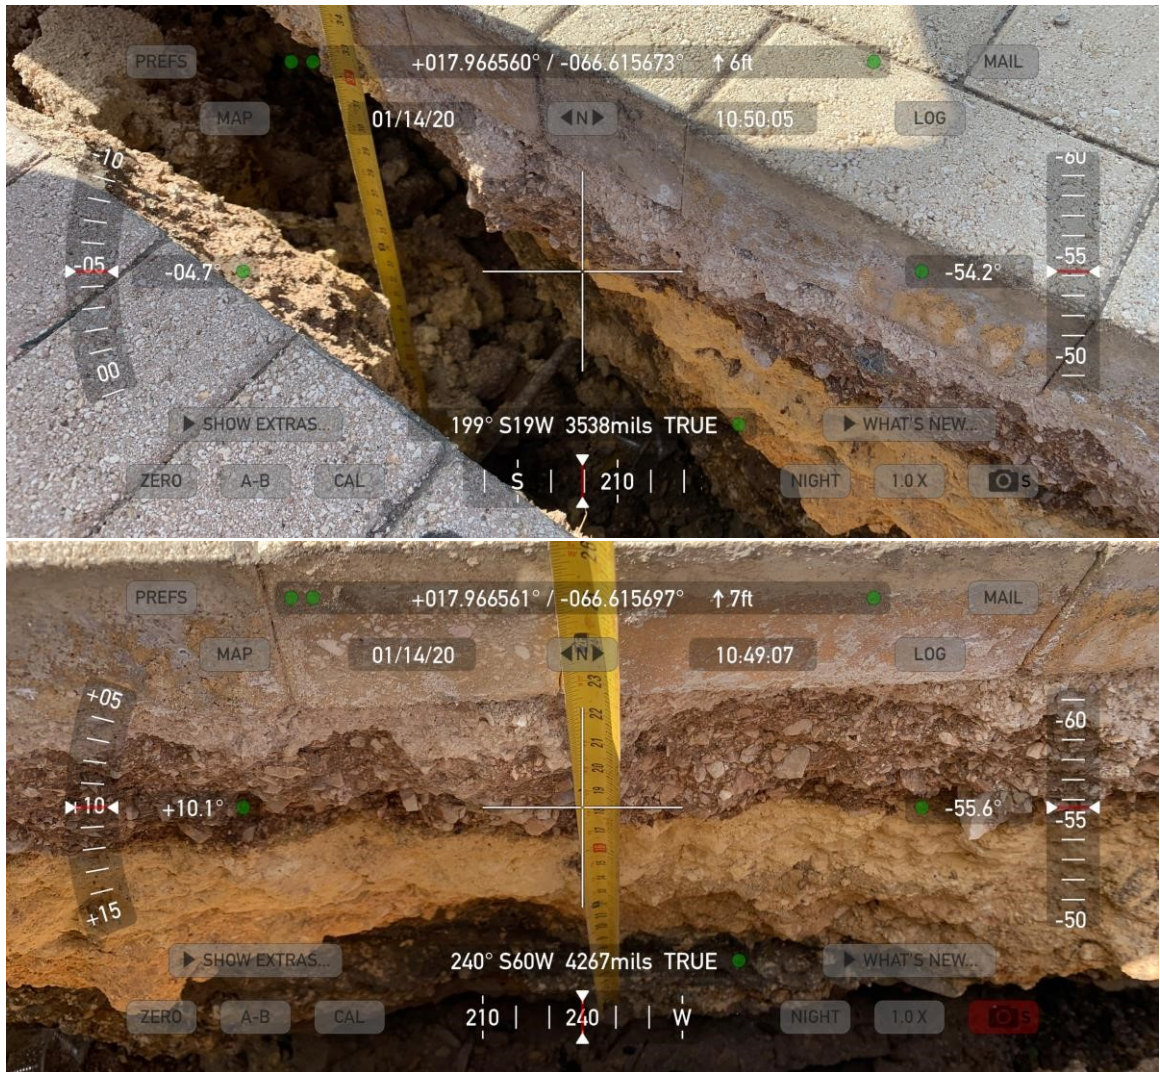 PREFS +017.966560° / -066.615673° ↑ 6ft MAIL
MAP 01/14/20 ◀N▶ 10.50.05 LOG
-10 -60
-05 -04.7° -54.2° -55
00 -50
▶ SHOW EXTRAS... 199° S19W 3538mils TRUE ▶ WHAT'S NEW...
ZERO A-B CAL S 210 NIGHT 1.0 X S
26
PREFS +017.966561° / -066.615697° ↑ 7ft MAIL
MAP 01/14/20 ◀N▶ 10:49:07 LOG
23
+05 22 -60
21
20
19
-10 +10.1° -55.6° -55
17
+15 -50
▶ SHOW EXTRAS... 240° S60W 4267mils TRUE ▶ WHAT'S NEW...
ZERO A-B CAL 210 240 W NIGHT 1.0 X S